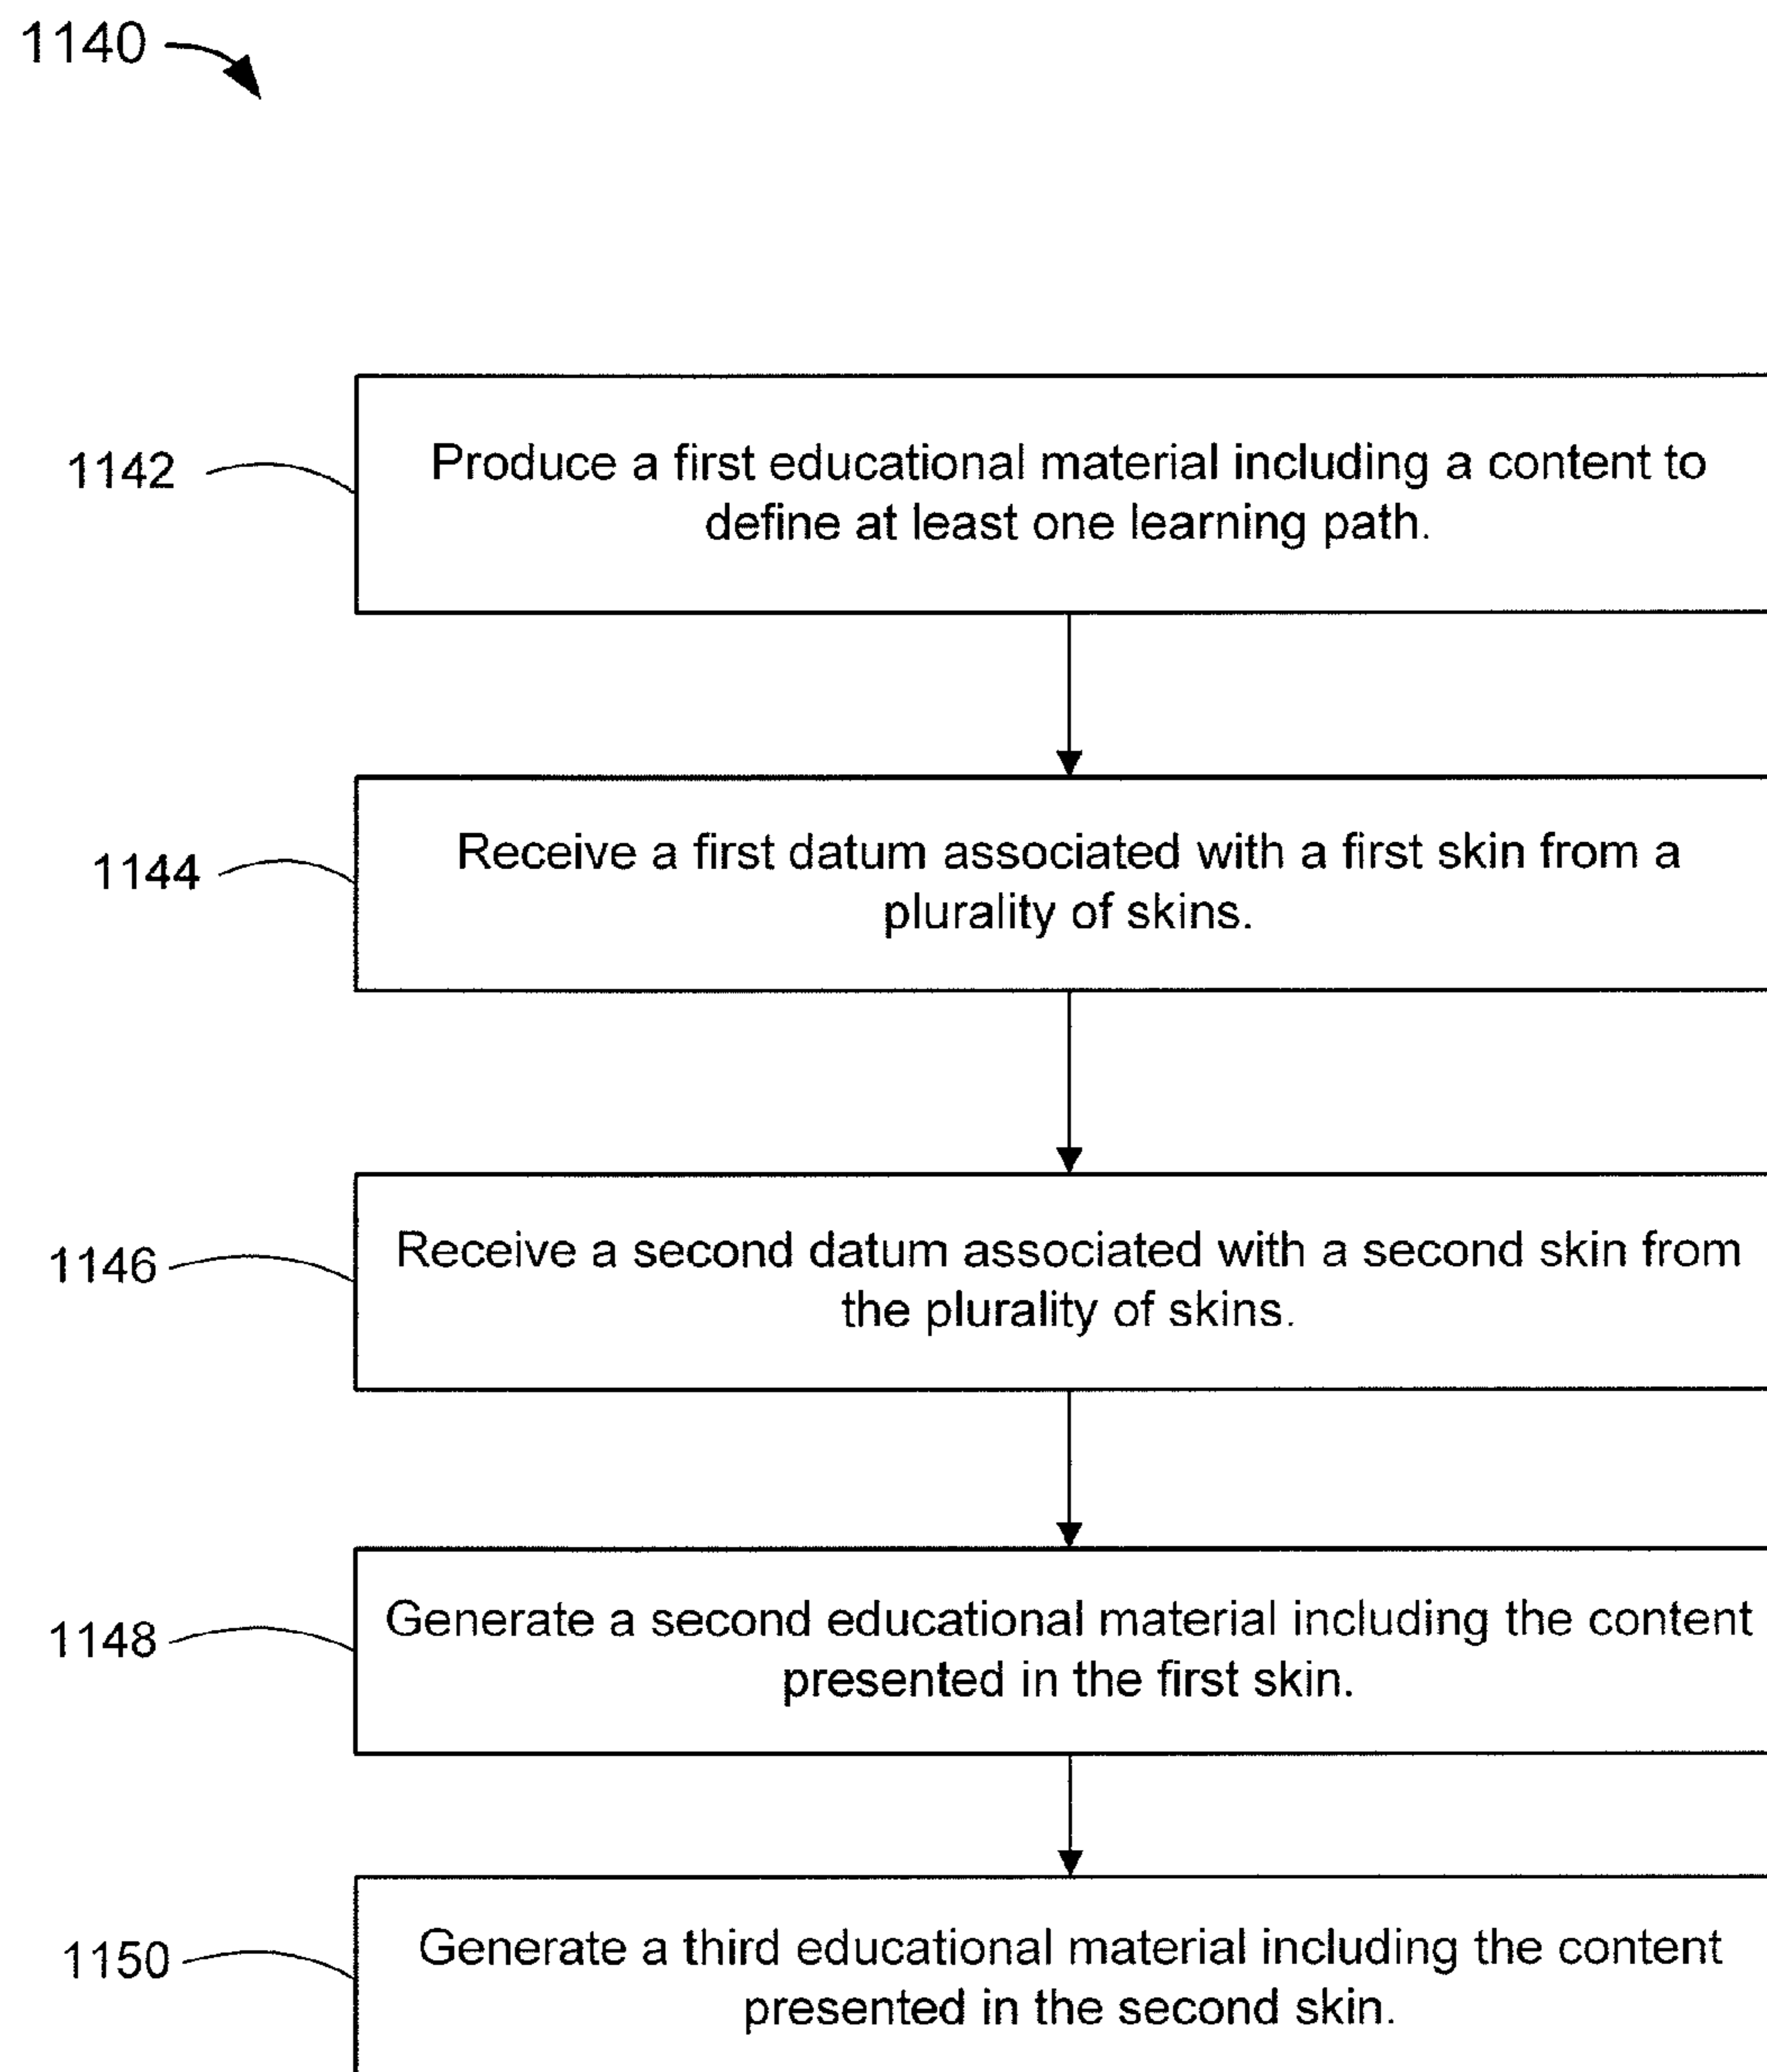 1140
1142
Produce a first educational material including a content to
define at least one learning path.
1144
Receive a first datum associated with a first skin from a
plurality of skins.
1146
Receive a second datum associated with a second skin from
the plurality of skins.
1148
Generate a second educational material including the content
presented in the first skin.
1150
Generate a third educational material including the content
presented in the second skin.